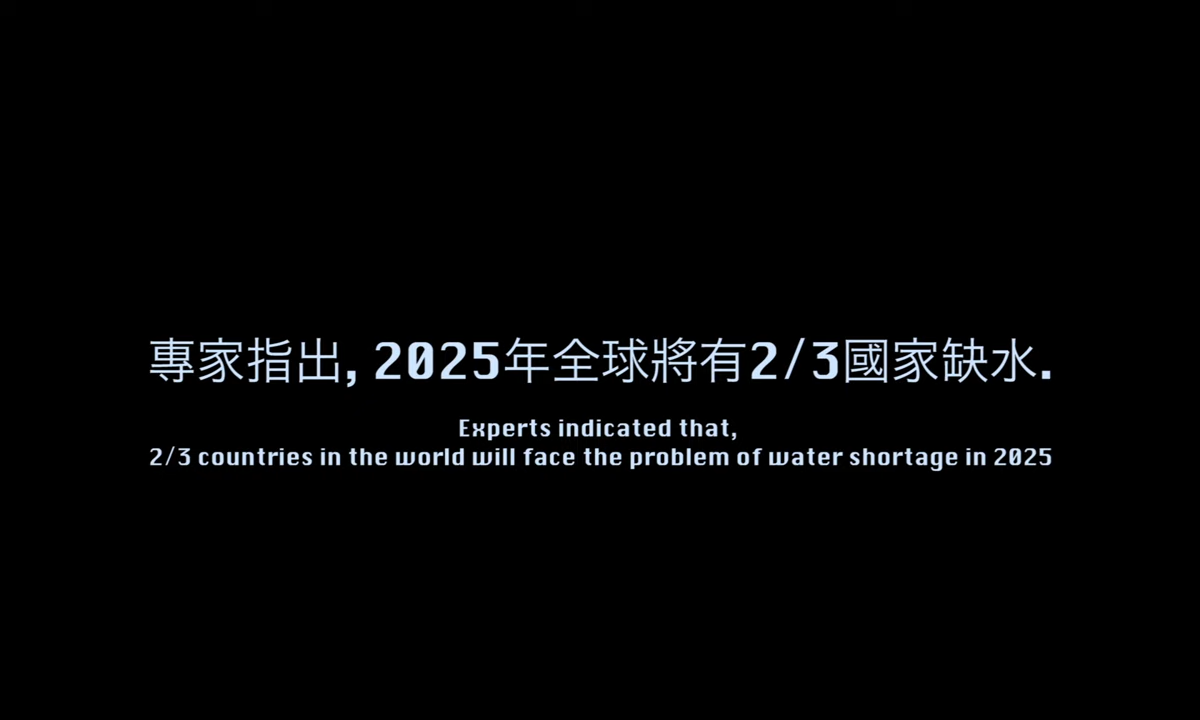 專家指出, 2025年全球將有2/3國家缺水.
Experts indicated that,
2/3 countries in the world will face the problem of water shortage in 2025